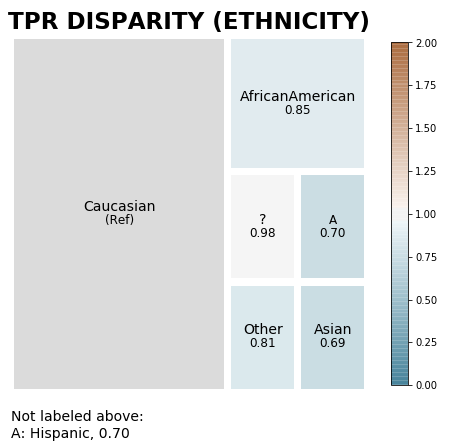 TPR DISPARITY (ETHNICITY)
Caucasian
(Ref)
AfricanAmerican
0.85
?
0.98
A
0.70
Other
0.81
Asian
0.69
2.00
1.75
1.50
1.25
1.00
0.75
0.50
0.25
0.00
Not labeled above:
A: Hispanic, 0.70